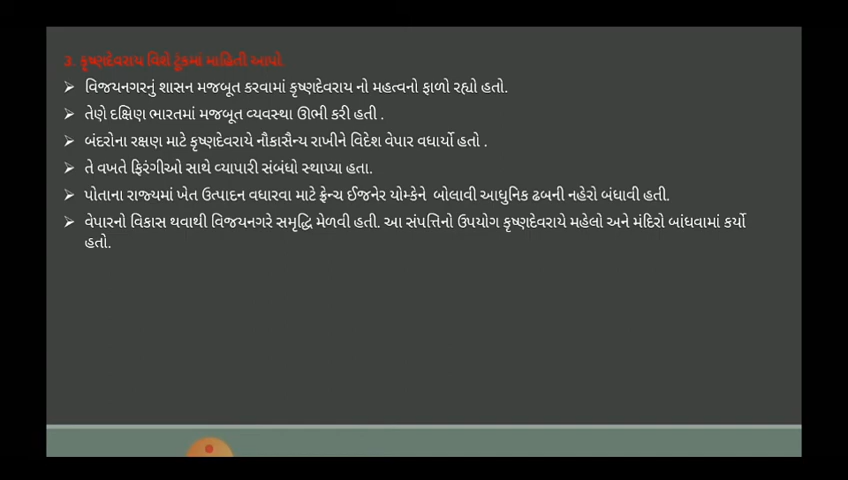 3. કૃષ્ણદેવરાય વિશે ટૂંકમાં માહિતી આપો.
➢ વિજયનગરનું શાસન મજબૂત કરવામાં કૃષ્ણદેવરાય નો મહત્વનો ફાળો રહ્યો હતો.
➢ તેણે દક્ષિણ ભારતમાં મજબૂત વ્યવસ્થા ઊભી કરી હતી .
➢ બંદરોના રક્ષણ માટે કૃષ્ણદેવરાયે નૌકાસૈન્ય રાખીને વિદેશ વેપાર વધાર્યો હતો .
➢ તે વખતે ફિરંગીઓ સાથે વ્યાપારી સંબંધો સ્થાપ્યા હતા.
➢ પોતાના રાજ્યમાં ખેત ઉત્પાદન વધારવા માટે ફ્રેન્ચ ઈજનેર યોમ્કેને બોલાવી આધુનિક ઢબની નહેરો બંધાવી હતી.
➢ વેપારનો વિકાસ થવાથી વિજયનગરે સમૃદ્ધિ મેળવી હતી. આ સંપત્તિનો ઉપયોગ કૃષ્ણદેવરાયે મહેલો અને મંદિરો બાંધવામાં કર્યો
હતો.